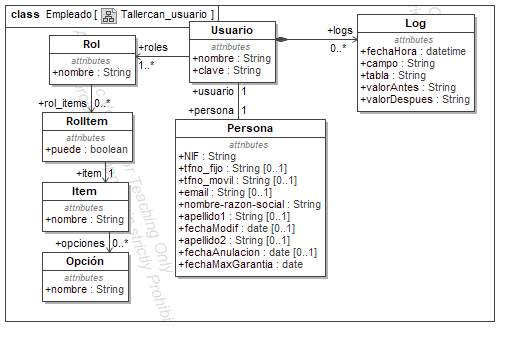 class Empleado [ Tallercan_usuario ]
Rol
attributes
+nombre : String
+roles
1..*
Usuario
attributes
+nombre : String
+clave : String
+logs
0..*
Log
attributes
+fechaHora : datetime
+campo : String
+tabla : String
+valorAntes : String
+valorDespues : String
+usuario 1
+persona 1
+rol_items 0..*
RolItem
attributes
+puede : boolean
+item 1
Item
attributes
+nombre : String
+opciones 0..*
Opción
attributes
+nombre : String
Persona
attributes
+NIF : String
+tfno_fijo : String [0..1]
+tfno_movil : String [0..1]
+email : String [0..1]
+nombre-razon-social : String
+apellido1 : String [0..1]
+fechaModif : date [0..1]
+apellido2 : String [0..1]
+fechaAnulacion : date [0..1]
+fechaMaxGarantia : date
or Teaching Only
is strictly Prohib